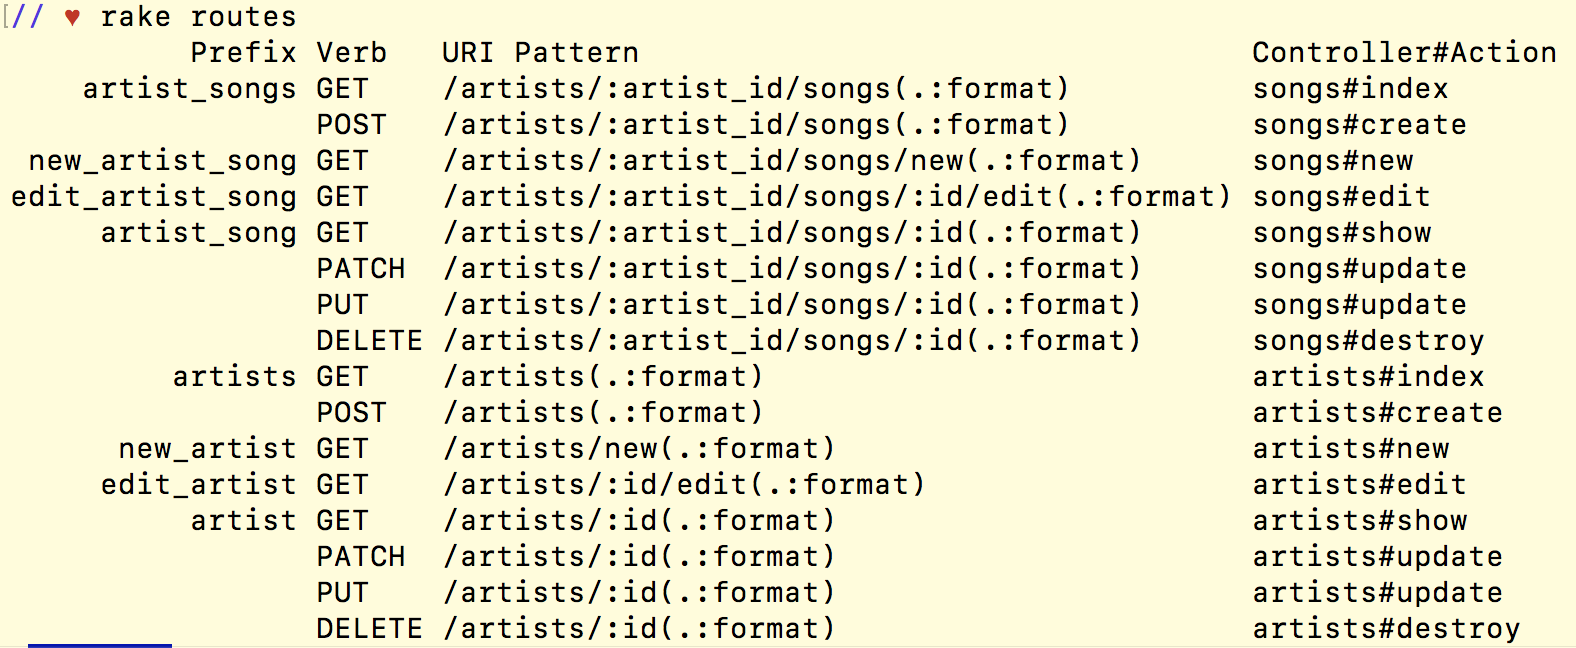 [// ♥ rake routes
Prefix Verb URI Pattern Controller#Action
artist_songs GET /artists/:artist_id/songs(.:format) songs#index
POST /artists/:artist_id/songs(.:format) songs#create
new_artist_song GET /artists/:artist_id/songs/new(.:format) songs#new
edit_artist_song GET /artists/:artist_id/songs/:id/edit(.:format) songs#edit
artist_song GET /artists/:artist_id/songs/:id(.:format) songs#show
PATCH /artists/:artist_id/songs/:id(.:format) songs#update
PUT /artists/:artist_id/songs/:id(.:format) songs#update
DELETE /artists/:artist_id/songs/:id(.:format) songs#destroy
artists GET /artists(.:format) artists#index
POST /artists(.:format) artists#create
new_artist GET /artists/new(.:format) artists#new
edit_artist GET /artists/:id/edit(.:format) artists#edit
artist GET /artists/:id(.:format) artists#show
PATCH /artists/:id(.:format) artists#update
PUT /artists/:id(.:format) artists#update
DELETE /artists/:id(.:format) artists#destroy